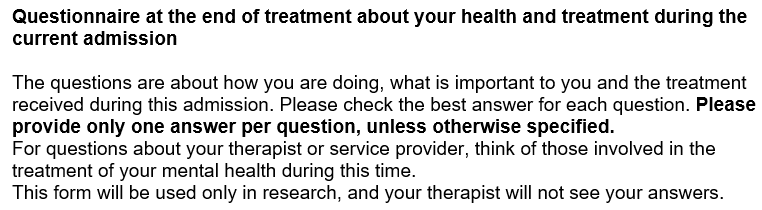 Questionnaire at the end of treatment about your health and treatment during the
current admission
The questions are about how you are doing, what is important to you and the treatment
received during this admission. Please check the best answer for each question. Please
provide only one answer per question, unless otherwise specified.
For questions about your therapist or service provider, think of those involved in the
treatment of your mental health during this time.
This form will be used only in research, and your therapist will not see your answers.